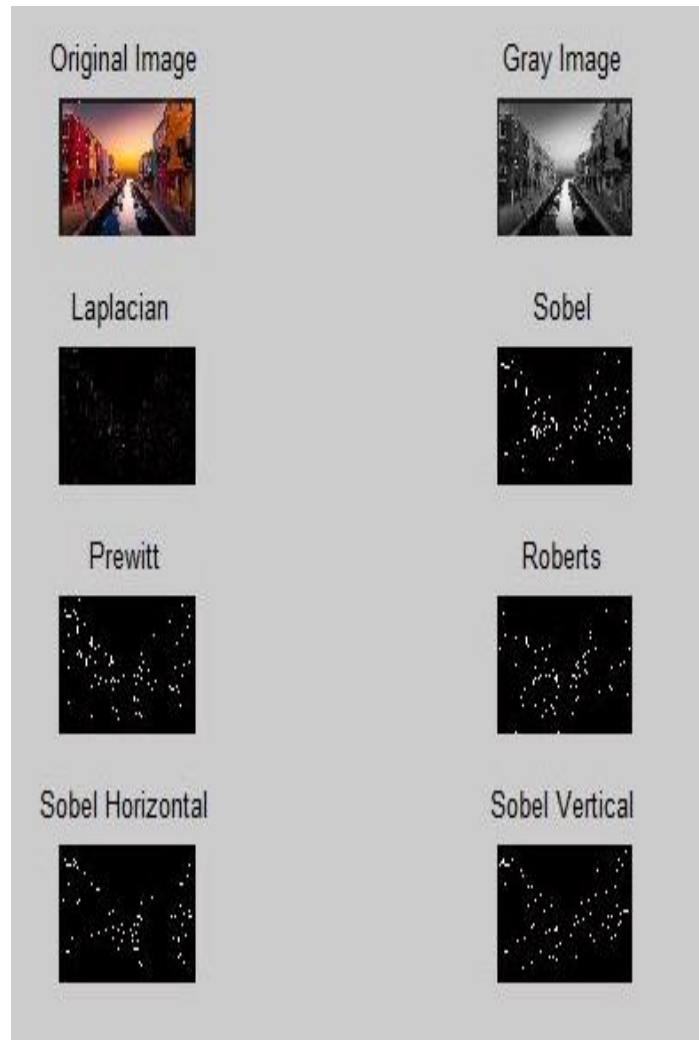 Original Image
Gray Image
Laplacian
Sobel
Prewitt
Roberts
Sobel Horizontal
Sobel Vertical